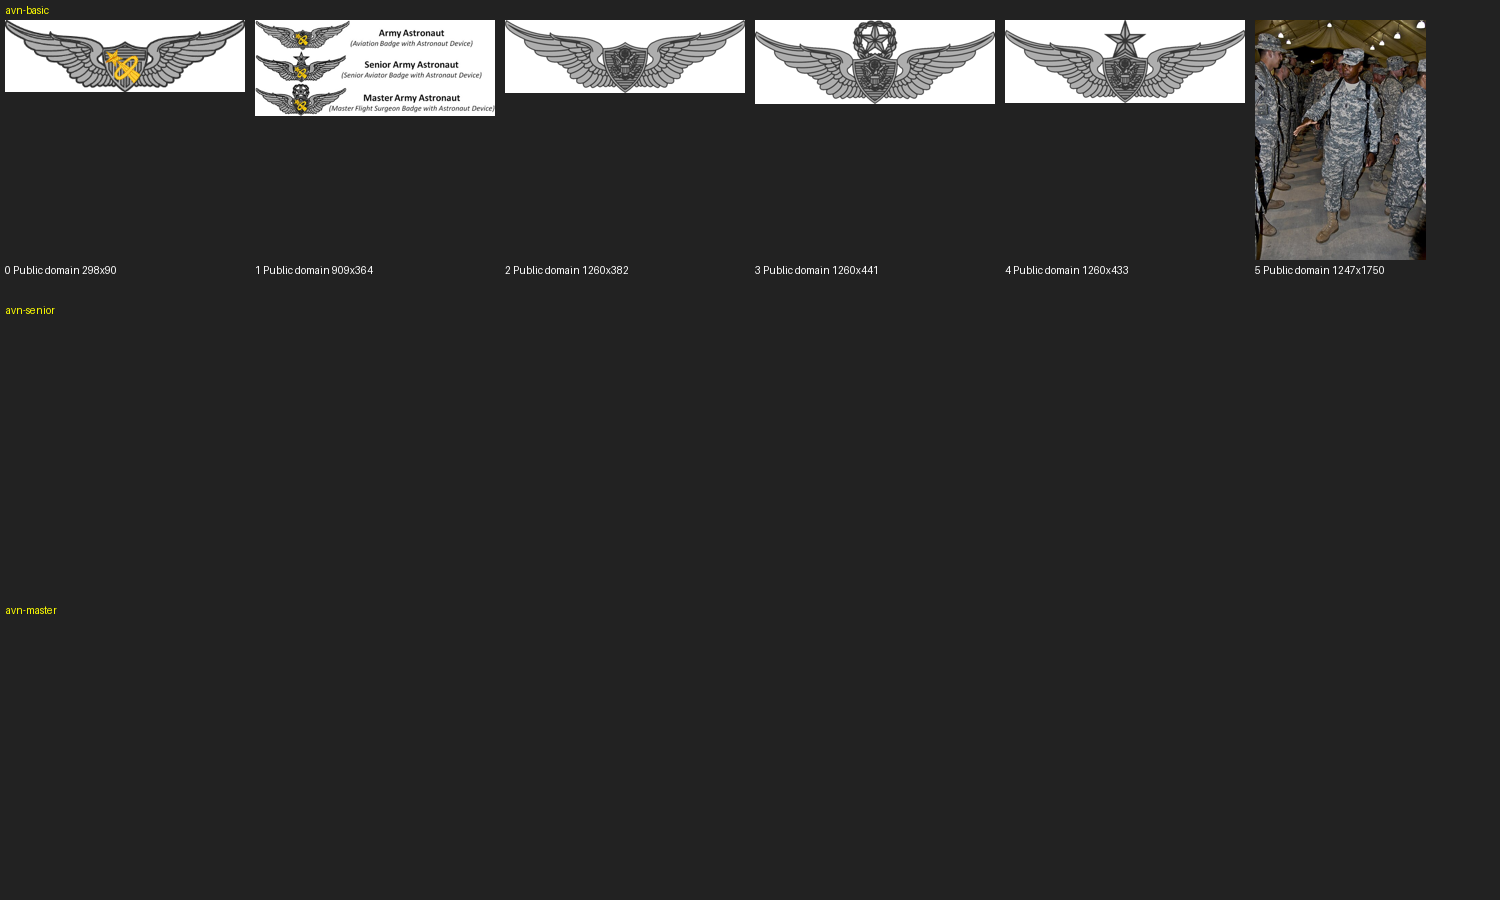 avn-basic
Army Astronaut
(Aviation Badge with Astronaut Device)
Senior Army Astronaut
(Senior Aviator Badge with Astronaut Device)
Master Army Astronaut
(Master Flight Surgeon Badge with Astronaut Device)
0 Public domain 298x90
1 Public domain 909x364
2 Public domain 1260x382
3 Public domain 1260x441
4 Public domain 1260x433
5 Public domain 1247x1750
avn-senior
avn-master